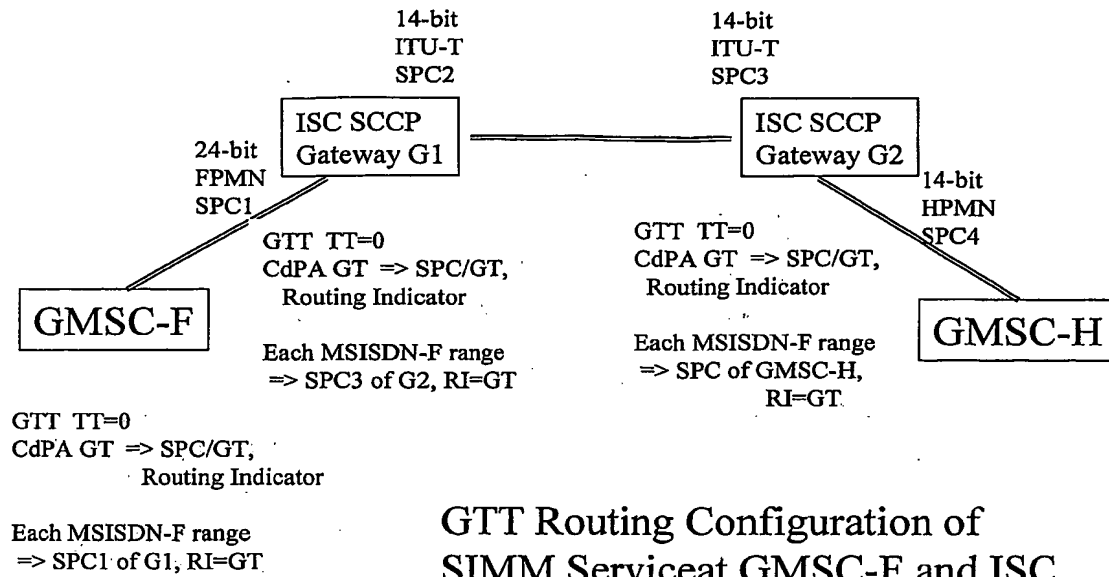 14-bit
ITU-T
SPC2
14-bit
ITU-T
SPC3
ISC SCCP
Gateway G1
ISC SCCP
Gateway G2
24-bit
FPMN
SPC1
14-bit
HPMN
SPC4
GTT TT=0
CdPA GT => SPC/GT,
Routing Indicator
GTT TT=0
CdPA GT => SPC/GT,
Routing Indicator
GMSC-F
GMSC-H
Each MSISDN-F range
=> SPC3 of G2, RI=GT
Each MSISDN-F range
=> SPC of GMSC-H,
RI=GT
GTT TT=0
CdPA GT => SPC/GT,
Routing Indicator
Each MSISDN-F range
=> SPC1 of G1, RI=GT
GTT Routing Configuration of
SIMM Serviceat GMSC-F and ISC